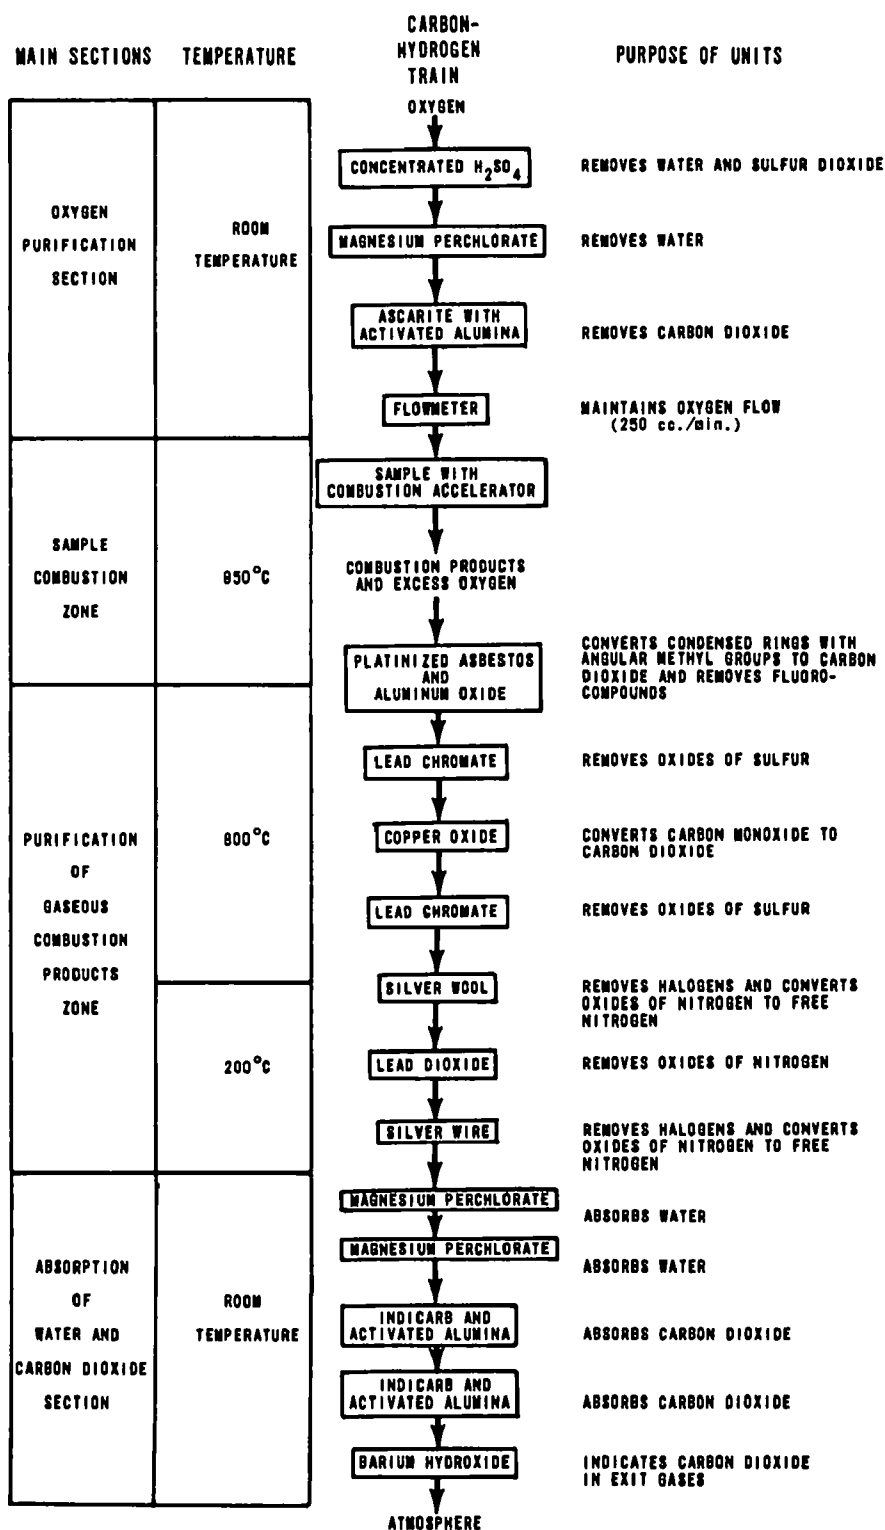 MAIN SECTIONS
TEMPERATURE
CARBON-
HYDROGEN
TRAIN
PURPOSE OF UNITS
OXYGEN
PURIFICATION
SECTION
ROOM
TEMPERATURE
OXYGEN
CONCENTRATED H2SO4
REMOVES WATER AND SULFUR DIOXIDE
MAGNESIUM PERCHLORATE
REMOVES WATER
ASCARITE WITH
ACTIVATED ALUMINA
REMOVES CARBON DIOXIDE
FLOWMETER
MAINTAINS OXYGEN FLOW
(250 cc./min.)
SAMPLE
COMBUSTION
ZONE
850°C
SAMPLE WITH
COMBUSTION ACCELERATOR
COMBUSTION PRODUCTS
AND EXCESS OXYGEN
PLATINIZED ASBESTOS
AND
ALUMINUM OXIDE
CONVERTS CONDENSED RINGS WITH
ANGULAR METHYL GROUPS TO CARBON
DIOXIDE AND REMOVES FLUORO-
COMPOUNDS
PURIFICATION
OF
GASEOUS
COMBUSTION
PRODUCTS
ZONE
800°C
LEAD CHROMATE
REMOVES OXIDES OF SULFUR
COPPER OXIDE
CONVERTS CARBON MONOXIDE TO
CARBON DIOXIDE
LEAD CHROMATE
REMOVES OXIDES OF SULFUR
200°C
SILVER WOOL
REMOVES HALOGENS AND CONVERTS
OXIDES OF NITROGEN TO FREE
NITROGEN
LEAD DIOXIDE
REMOVES OXIDES OF NITROGEN
SILVER WIRE
REMOVES HALOGENS AND CONVERTS
OXIDES OF NITROGEN TO FREE
NITROGEN
ABSORPTION
OF
WATER AND
CARBON DIOXIDE
SECTION
ROOM
TEMPERATURE
MAGNESIUM PERCHLORATE
ABSORBS WATER
MAGNESIUM PERCHLORATE
ABSORBS WATER
INDICARB AND
ACTIVATED ALUMINA
ABSORBS CARBON DIOXIDE
INDICARB AND
ACTIVATED ALUMINA
ABSORBS CARBON DIOXIDE
BARIUM HYDROXIDE
INDICATES CARBON DIOXIDE
IN EXIT GASES
ATMOSPHERE